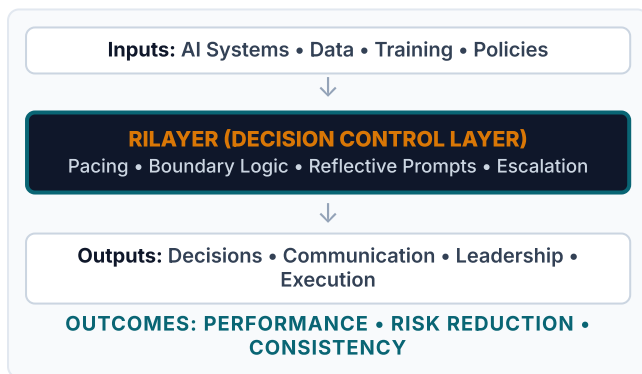 Inputs: AI Systems • Data • Training • Policies
RILAYER (DECISION CONTROL LAYER)
Pacing • Boundary Logic • Reflective Prompts • Escalation
Outputs: Decisions • Communication • Leadership •
Execution
OUTCOMES: PERFORMANCE • RISK REDUCTION •
CONSISTENCY